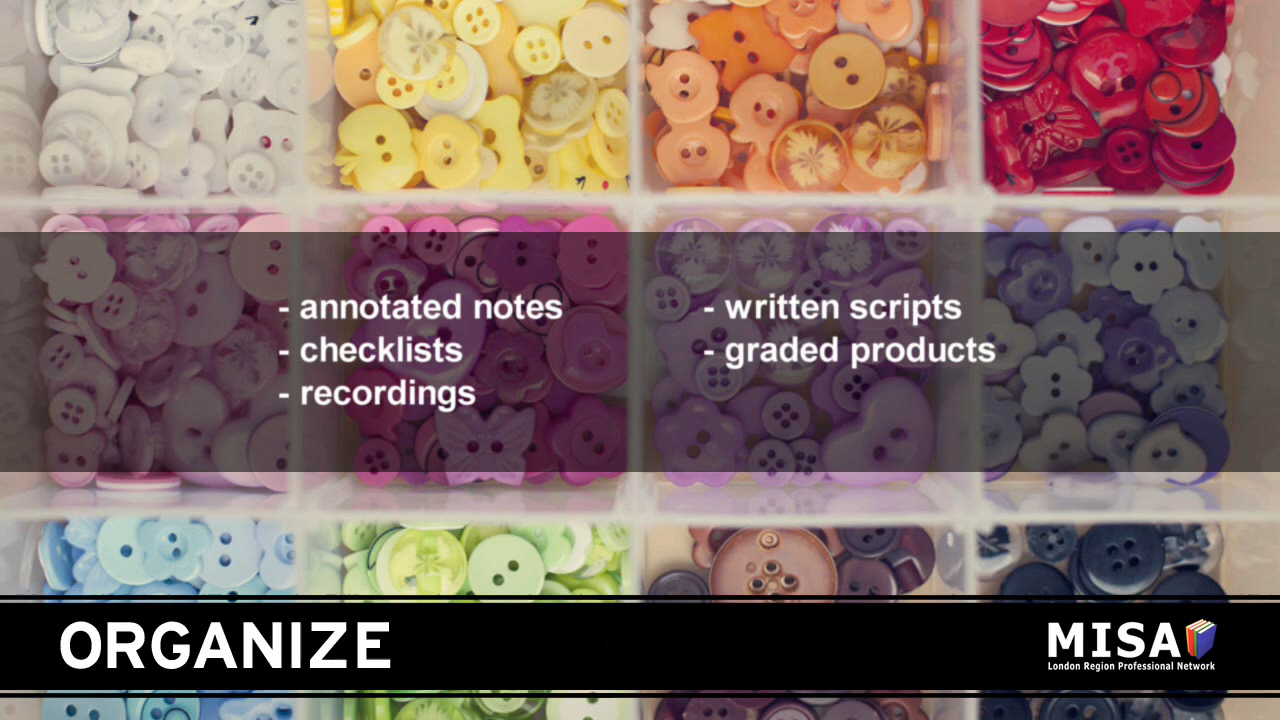 - annotated notes
- checklists
- recordings
- written scripts
- graded products
ORGANIZE
MISA
London Region Professional Network